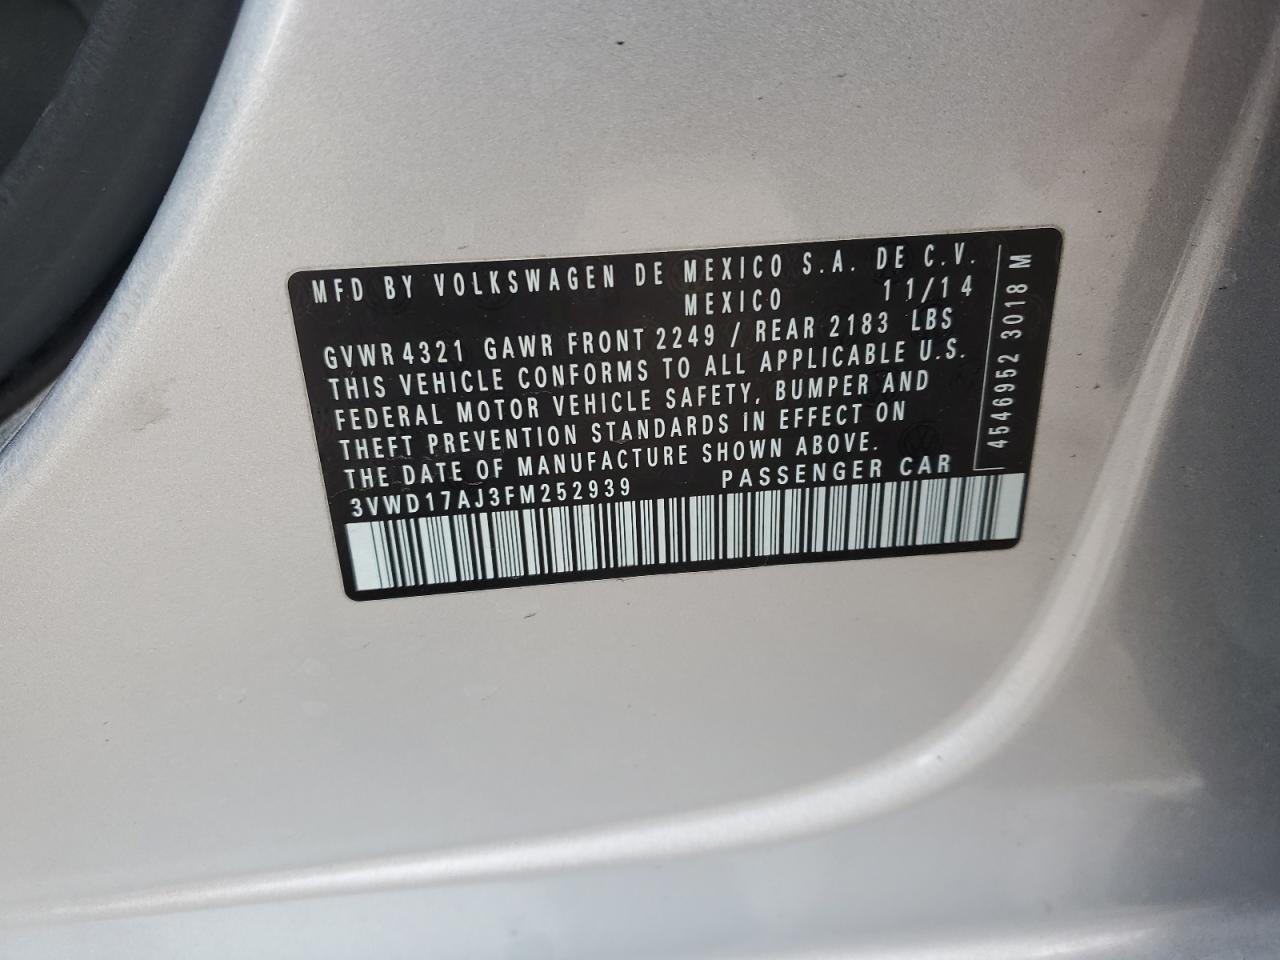 MFD BY VOLKSWAGEN DE MEXICO S.A. DE C.V.
MEXICO 11/14
GVWR 4321 GAWR FRONT 2249 / REAR 2183 LBS
THIS VEHICLE CONFORMS TO ALL APPLICABLE U.S.
FEDERAL MOTOR VEHICLE SAFETY, BUMPER AND
THEFT PREVENTION STANDARDS IN EFFECT ON
THE DATE OF MANUFACTURE SHOWN ABOVE.
3VWD17AJ3FM252939 PASSENGER CAR
4546952 3018 M